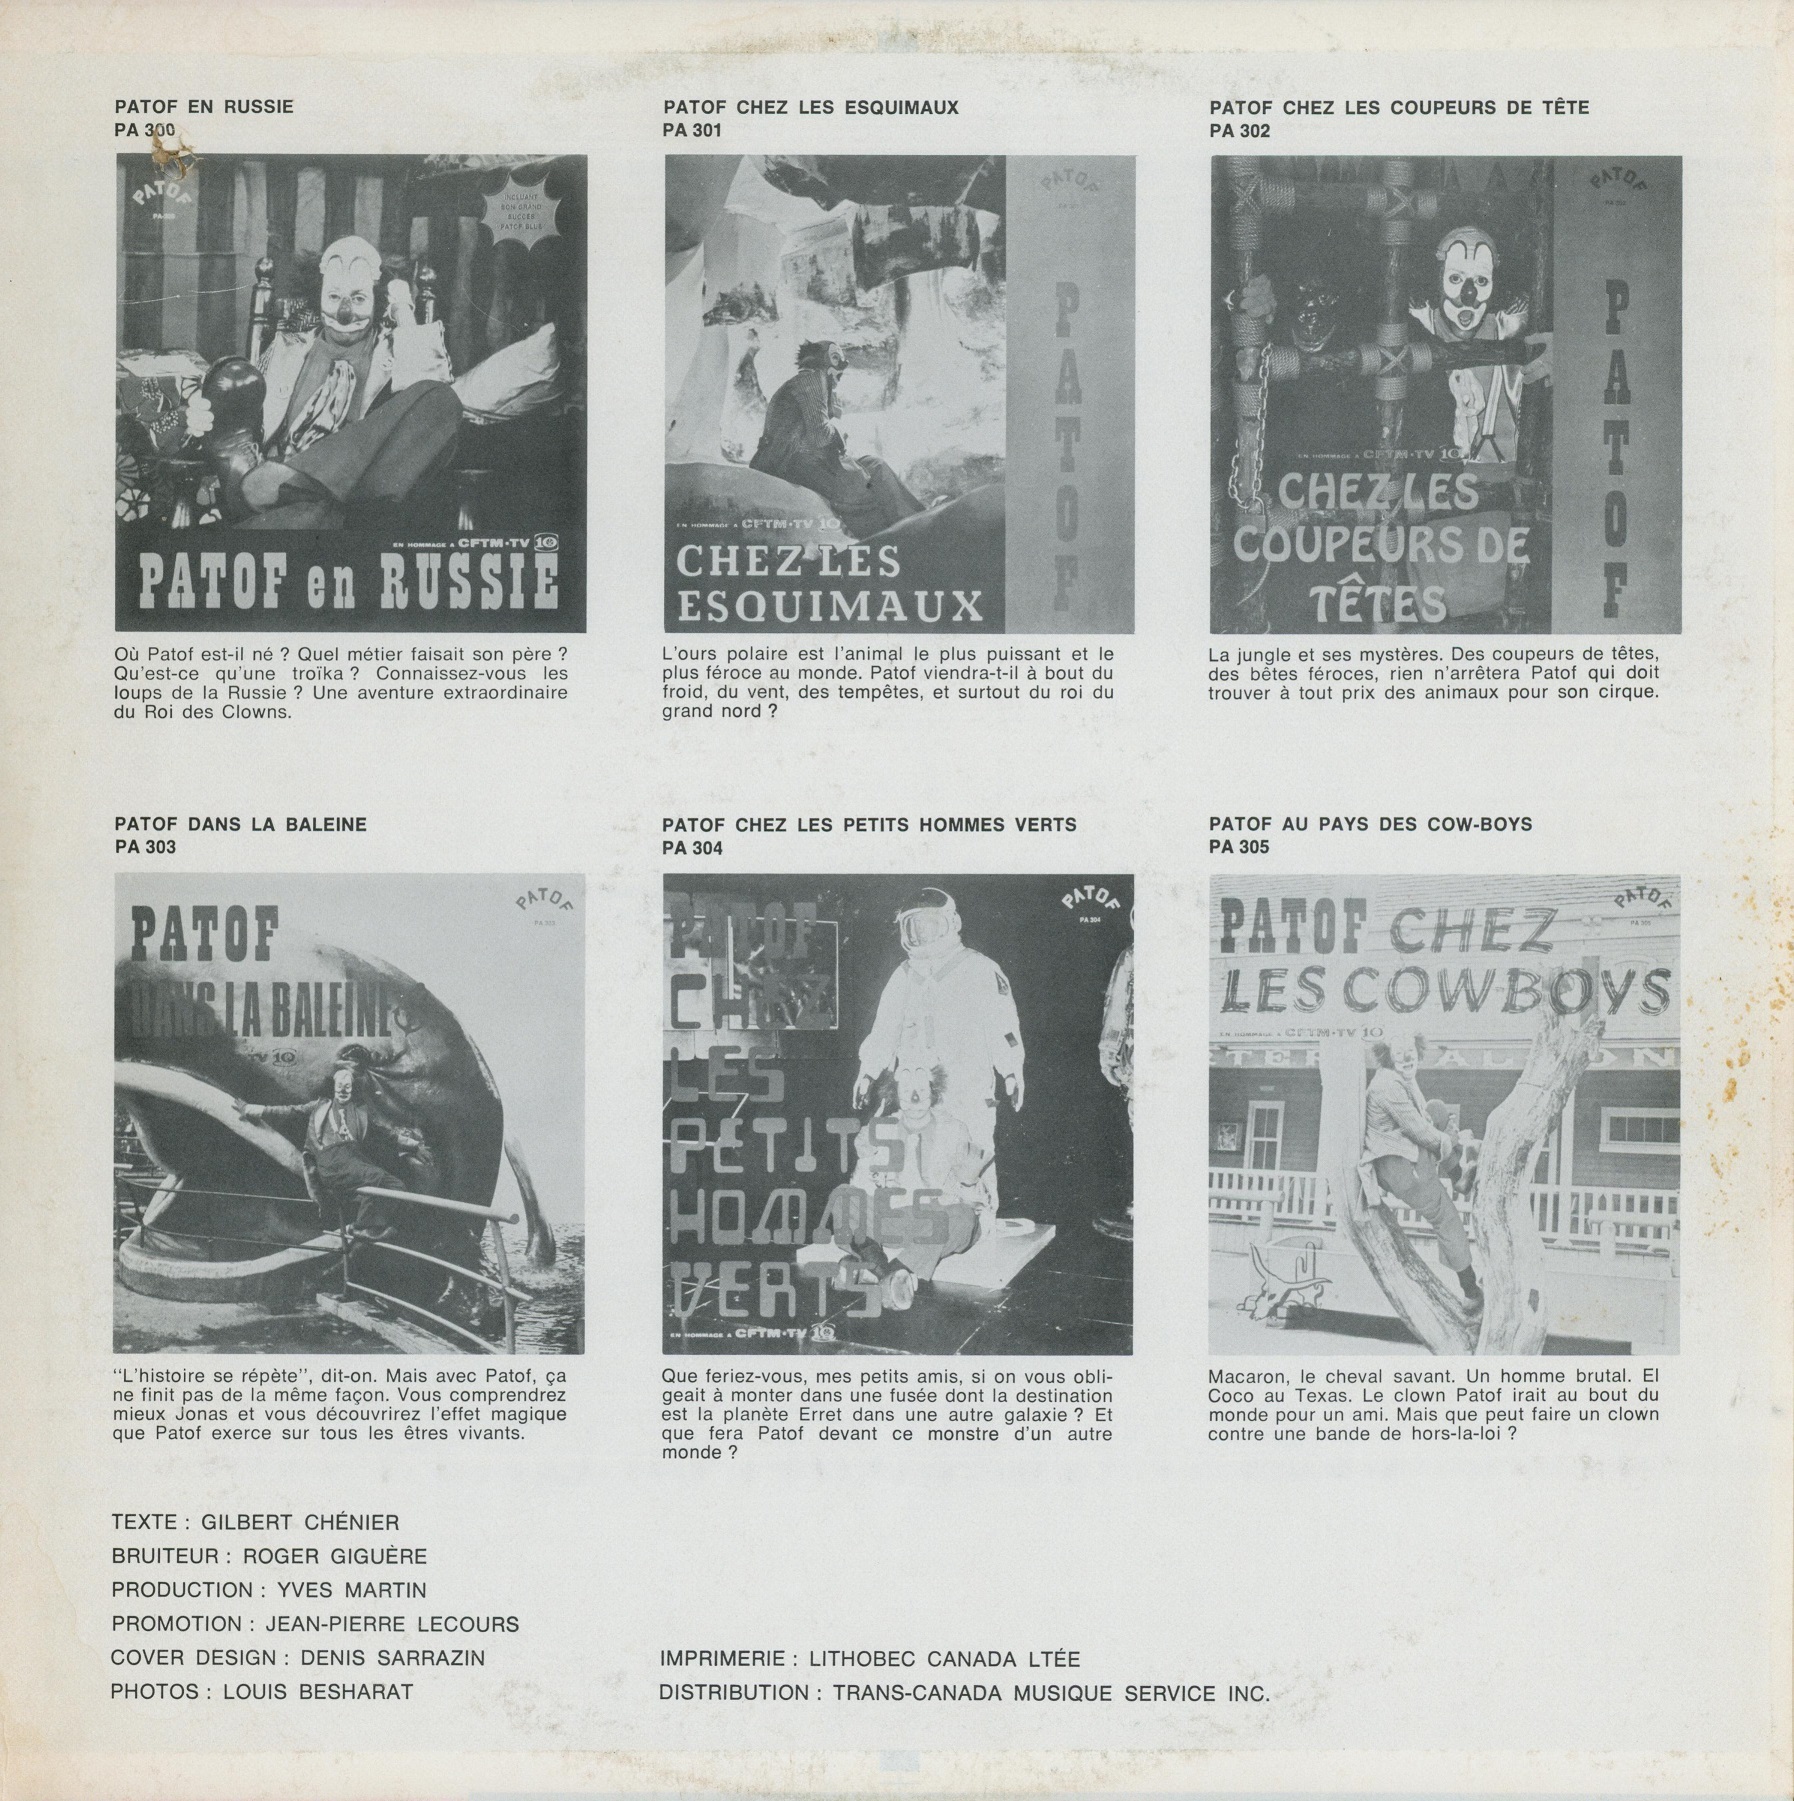 PATOF EN RUSSIE
PA 300
PATOF
INCLUANT
SON GRAND
SUCCÈS
PATOF BLUE
EN HOMMAGE A CFTM-TV 10
PATOF en RUSSIE
Où Patof est-il né ? Quel métier faisait son père ?
Qu'est-ce qu'une troïka ? Connaissez-vous les
loups de la Russie ? Une aventure extraordinaire
du Roi des Clowns.
PATOF CHEZ LES ESQUIMAUX
PA 301
PATOF
PATOF
EN HOMMAGE A CFTM-TV 10
CHEZ LES
ESQUIMAUX
L'ours polaire est l'animal le plus puissant et le
plus féroce au monde. Patof viendra-t-il à bout du
froid, du vent, des tempêtes, et surtout du roi du
grand nord ?
PATOF CHEZ LES COUPEURS DE TÊTE
PA 302
PATOF
PA 302
PATOF
EN HOMMAGE A CFTM-TV 10
CHEZ LES
COUPEURS DE
TÊTES
La jungle et ses mystères. Des coupeurs de têtes,
des bêtes féroces, rien n'arrêtera Patof qui doit
trouver à tout prix des animaux pour son cirque.
PATOF DANS LA BALEINE
PA 303
PATOF
PA 303
PATOF
DANS LA BALEINE
TV 10
"L'histoire se répète", dit-on. Mais avec Patof, ça
ne finit pas de la même façon. Vous comprendrez
mieux Jonas et vous découvrirez l'effet magique
que Patof exerce sur tous les êtres vivants.
PATOF CHEZ LES PETITS HOMMES VERTS
PA 304
PATOF
PA 304
PATOF
CHEZ
LES
PETITS
HOMMES
VERTS
EN HOMMAGE A CFTM-TV 10
Que feriez-vous, mes petits amis, si on vous obli-
geait à monter dans une fusée dont la destination
est la planète Erret dans une autre galaxie ? Et
que fera Patof devant ce monstre d'un autre
monde ?
PATOF AU PAYS DES COW-BOYS
PA 305
PATOF
PA 305
PATOF CHEZ
LES COWBOYS
EN HOMMAGE A CFTM-TV 10
Macaron, le cheval savant. Un homme brutal. El
Coco au Texas. Le clown Patof irait au bout du
monde pour un ami. Mais que peut faire un clown
contre une bande de hors-la-loi ?
TEXTE : GILBERT CHÉNIER
BRUITEUR : ROGER GIGUÈRE
PRODUCTION : YVES MARTIN
PROMOTION : JEAN-PIERRE LECOURS
COVER DESIGN : DENIS SARRAZIN
PHOTOS : LOUIS BESHARAT
IMPRIMERIE : LITHOBEC CANADA LTÉE
DISTRIBUTION : TRANS-CANADA MUSIQUE SERVICE INC.